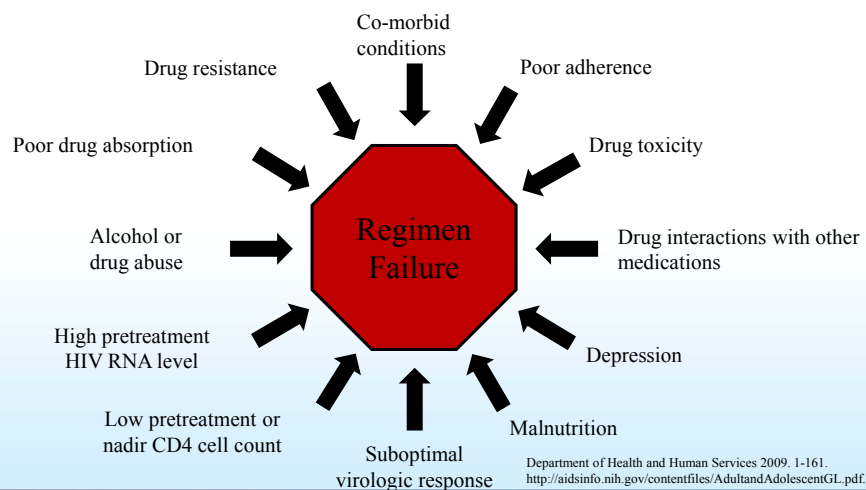 Co-morbid
conditions
Drug resistance
Poor adherence
Poor drug absorption
Drug toxicity
Alcohol or
drug abuse
Regimen
Failure
Drug interactions with other
medications
High pretreatment
HIV RNA level
Depression
Low pretreatment or
nadir CD4 cell count
Malnutrition
Suboptimal
virologic response
Department of Health and Human Services 2009. 1-161.
http://aidsinfo.nih.gov/contentfiles/AdultandAdolescentGL.pdf.